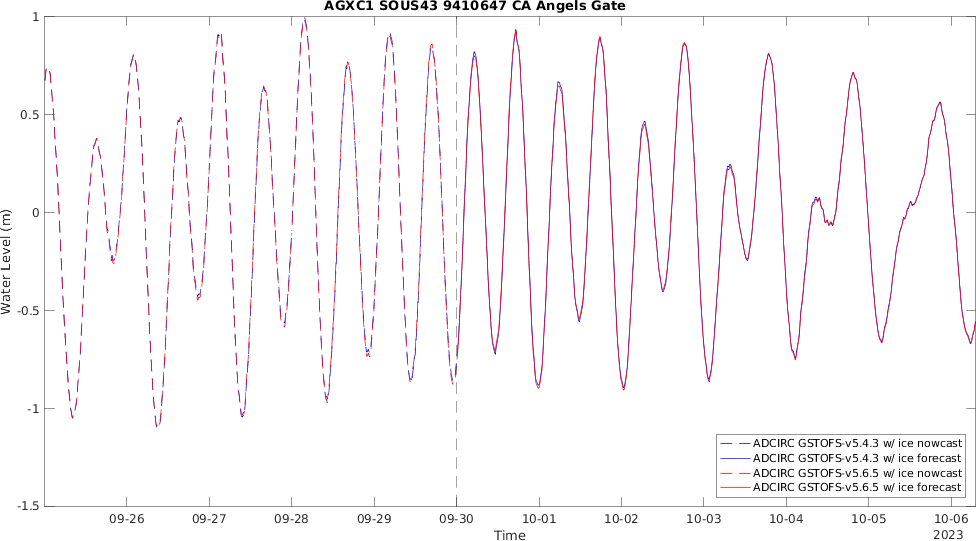 AGXC1 SOUS43 9410647 CA Angels Gate
Water Level (m)
1
0.5
0
-0.5
-1
-1.5
09-26 09-27 09-28 09-29 09-30 10-01 10-02 10-03 10-04 10-05 10-06
2023
Time
ADCIRC GSTOFS-v5.4.3 w/ ice nowcast
ADCIRC GSTOFS-v5.4.3 w/ ice forecast
ADCIRC GSTOFS-v5.6.5 w/ ice nowcast
ADCIRC GSTOFS-v5.6.5 w/ ice forecast